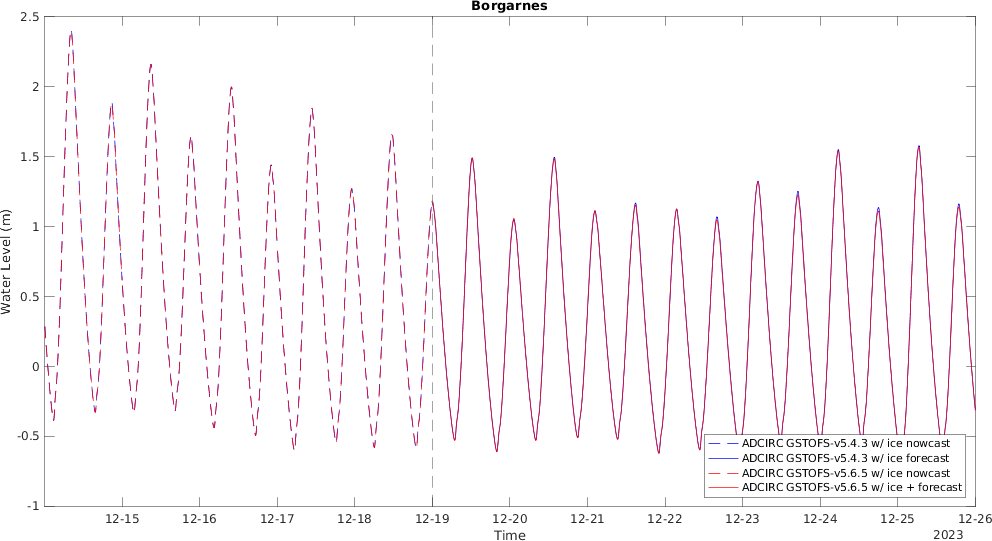 Borgarnes
2.5
2
1.5
1
0.5
0
-0.5
-1
Water Level (m)
12-15 12-16 12-17 12-18 12-19 12-20 12-21 12-22 12-23 12-24 12-25 12-26
Time
2023
ADCIRC GSTOFS-v5.4.3 w/ ice nowcast
ADCIRC GSTOFS-v5.4.3 w/ ice forecast
ADCIRC GSTOFS-v5.6.5 w/ ice nowcast
ADCIRC GSTOFS-v5.6.5 w/ ice + forecast